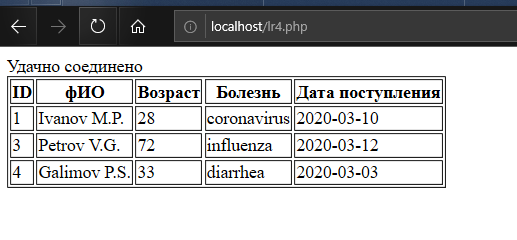 localhost/lr4.php
Удачно соединено
ID фИО Возраст Болезнь Дата поступления
1 Ivanov M.P. 28 coronavirus 2020-03-10
3 Petrov V.G. 72 influenza 2020-03-12
4 Galimov P.S. 33 diarrhea 2020-03-03